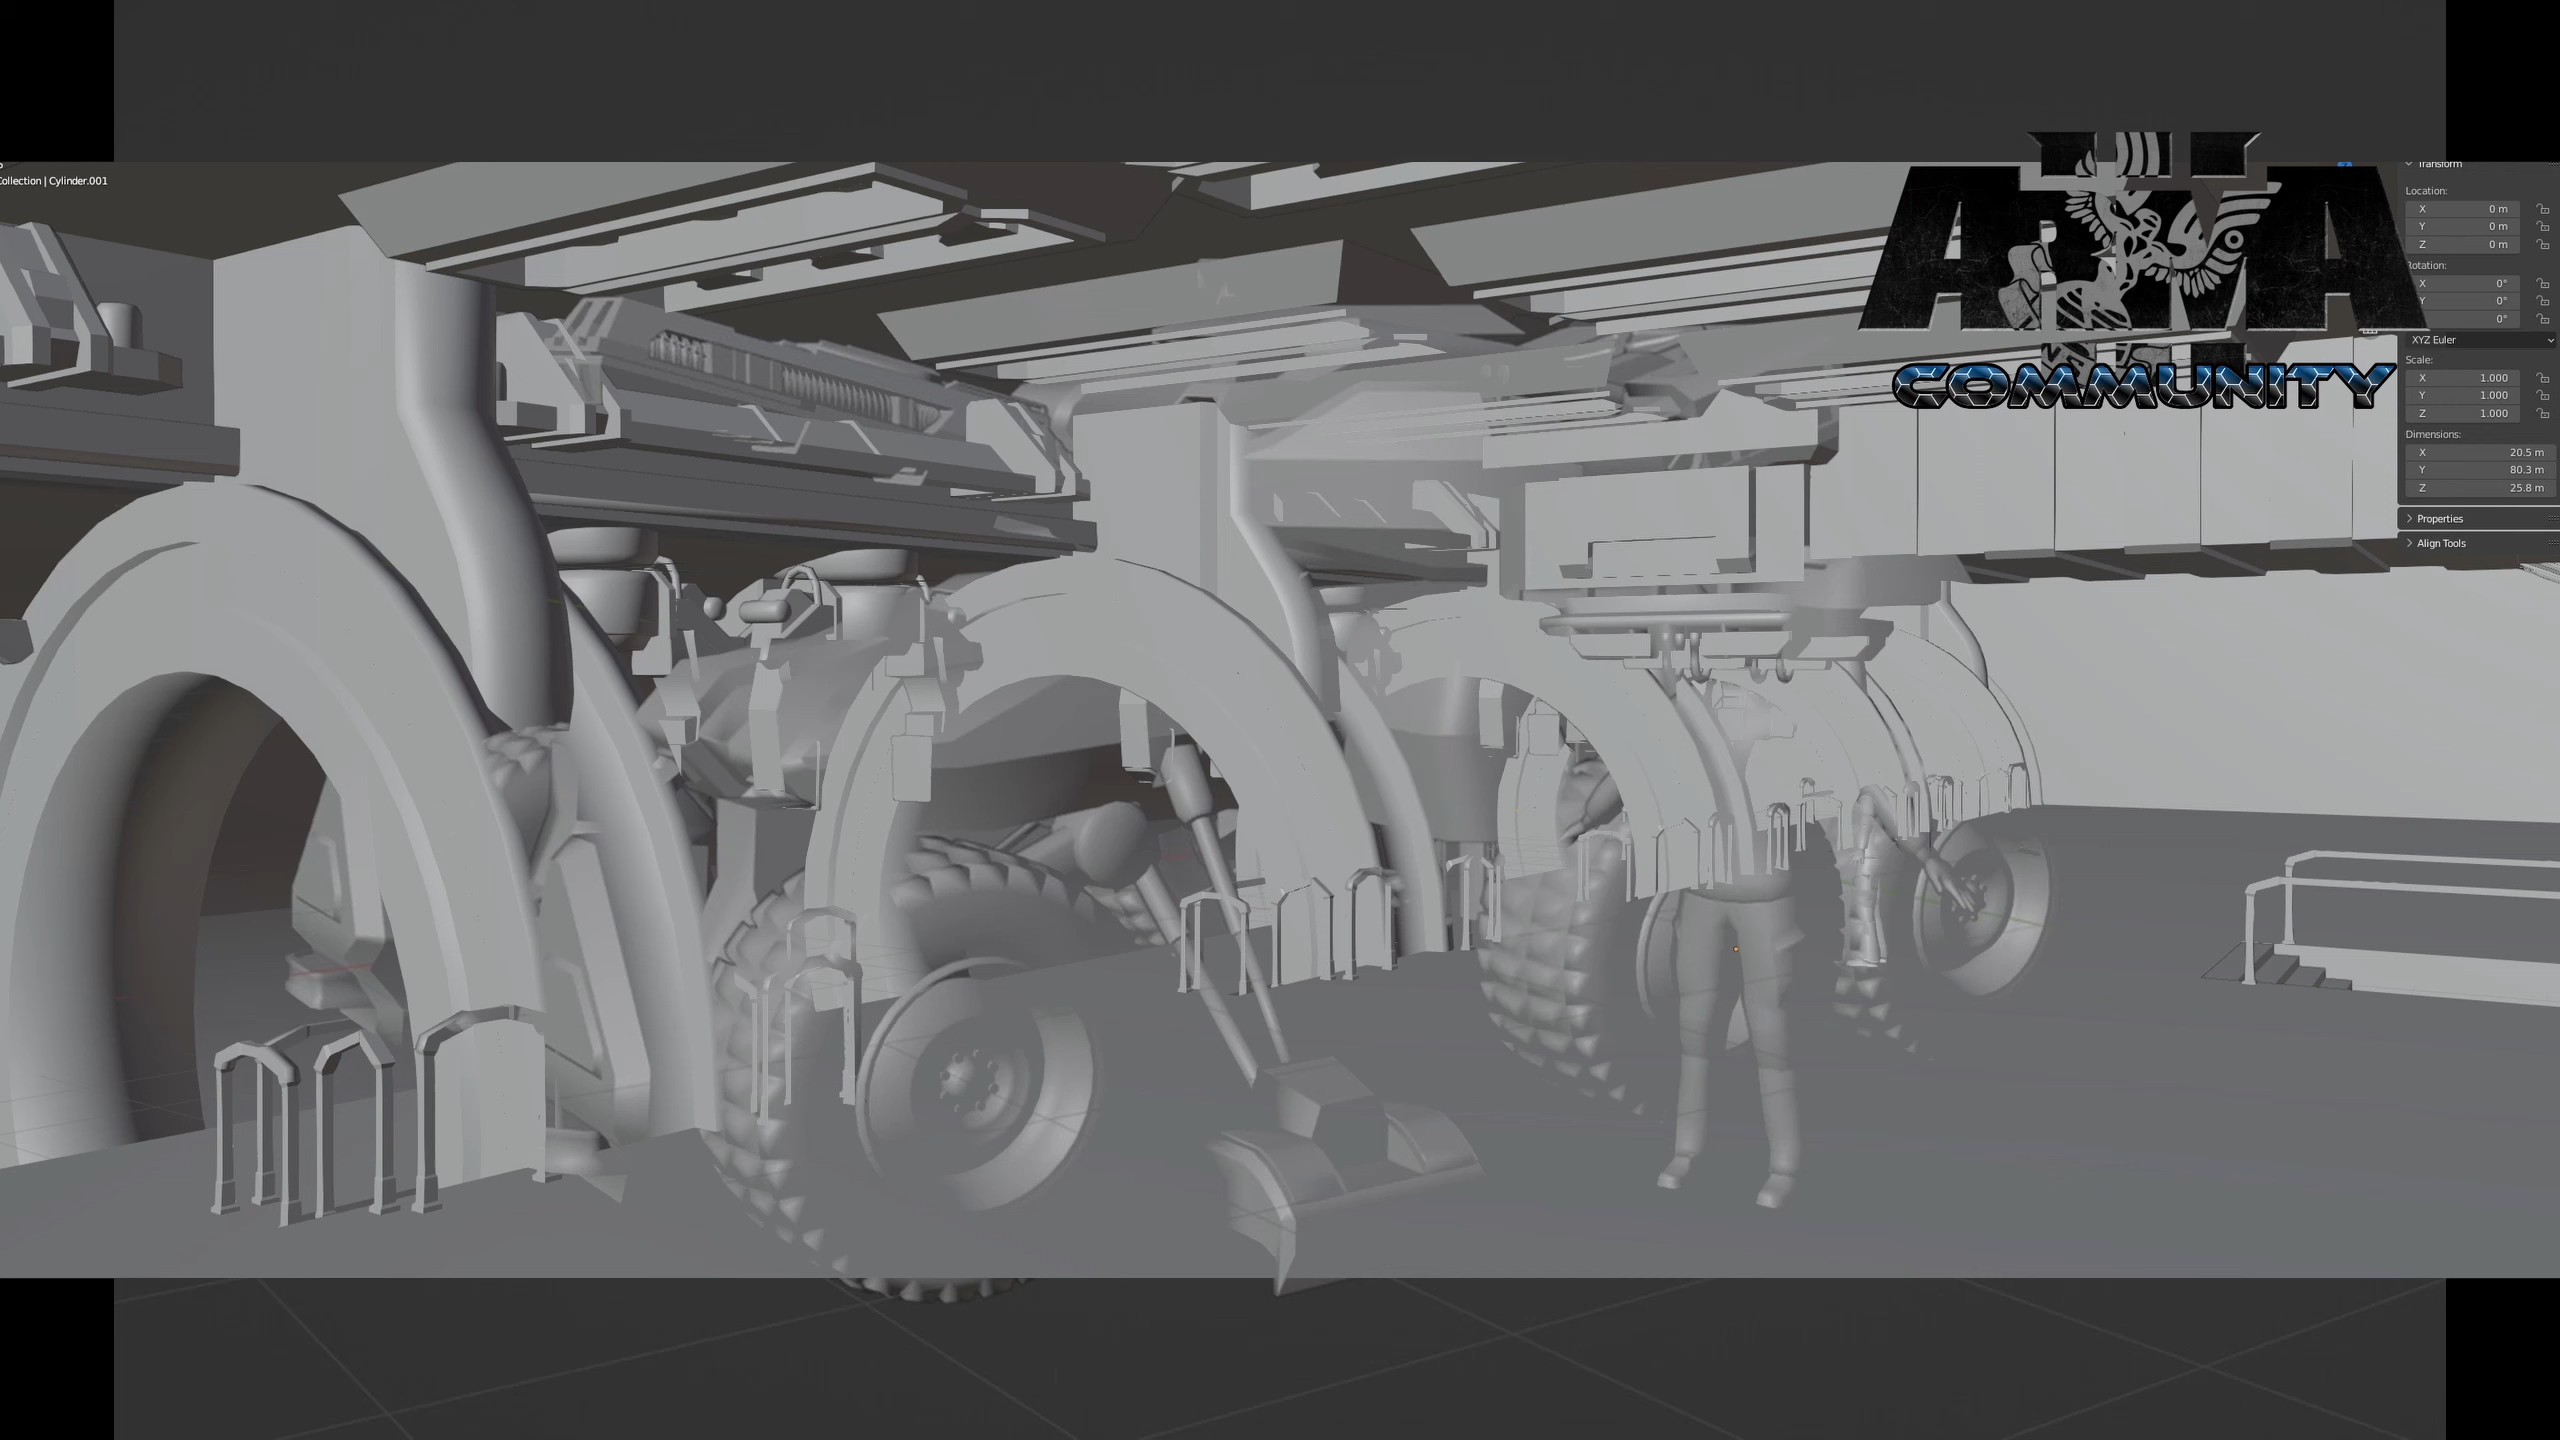 Collection | Cylinder.001
ARMA
COMMUNITY
Transform
Location:
X 0 m
Y 0 m
Z 0 m
Rotation:
X 0°
Y 0°
0°
XYZ Euler
Scale:
X 1.000
Y 1.000
Z 1.000
Dimensions:
X 20.5 m
Y 80.3 m
Z 25.8 m
Properties
Align Tools